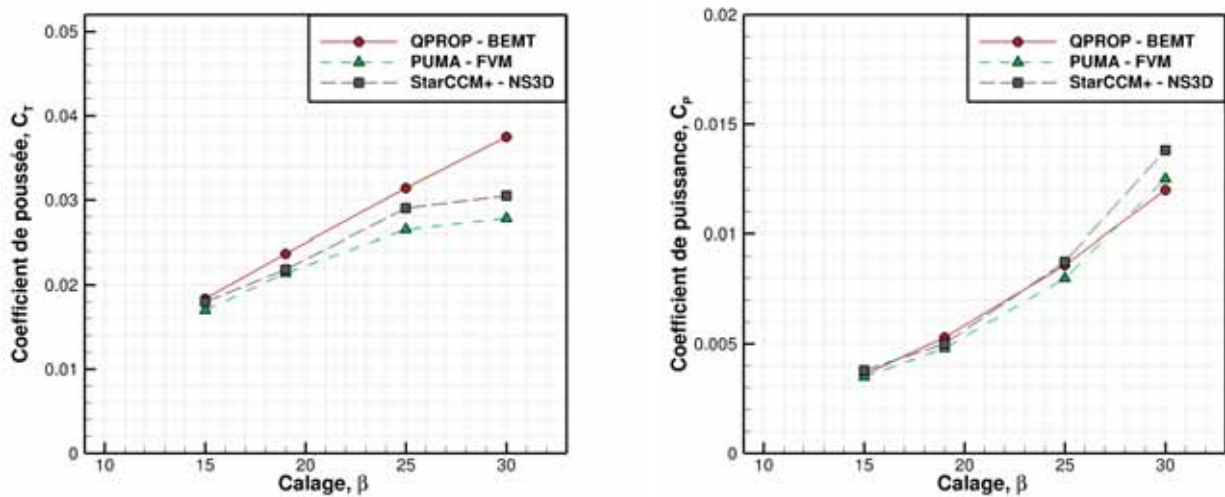 0.05
0.04
0.03
0.02
0.01
0
Coefficient de poussée, C_T
QPROP - BEMT
PUMA - FVM
StarCCM+ - NS3D
10 15 20 25 30
Calage, β
0.02
0.015
0.01
0.005
0
Coefficient de puissance, C_P
QPROP - BEMT
PUMA - FVM
StarCCM+ - NS3D
10 15 20 25 30
Calage, β